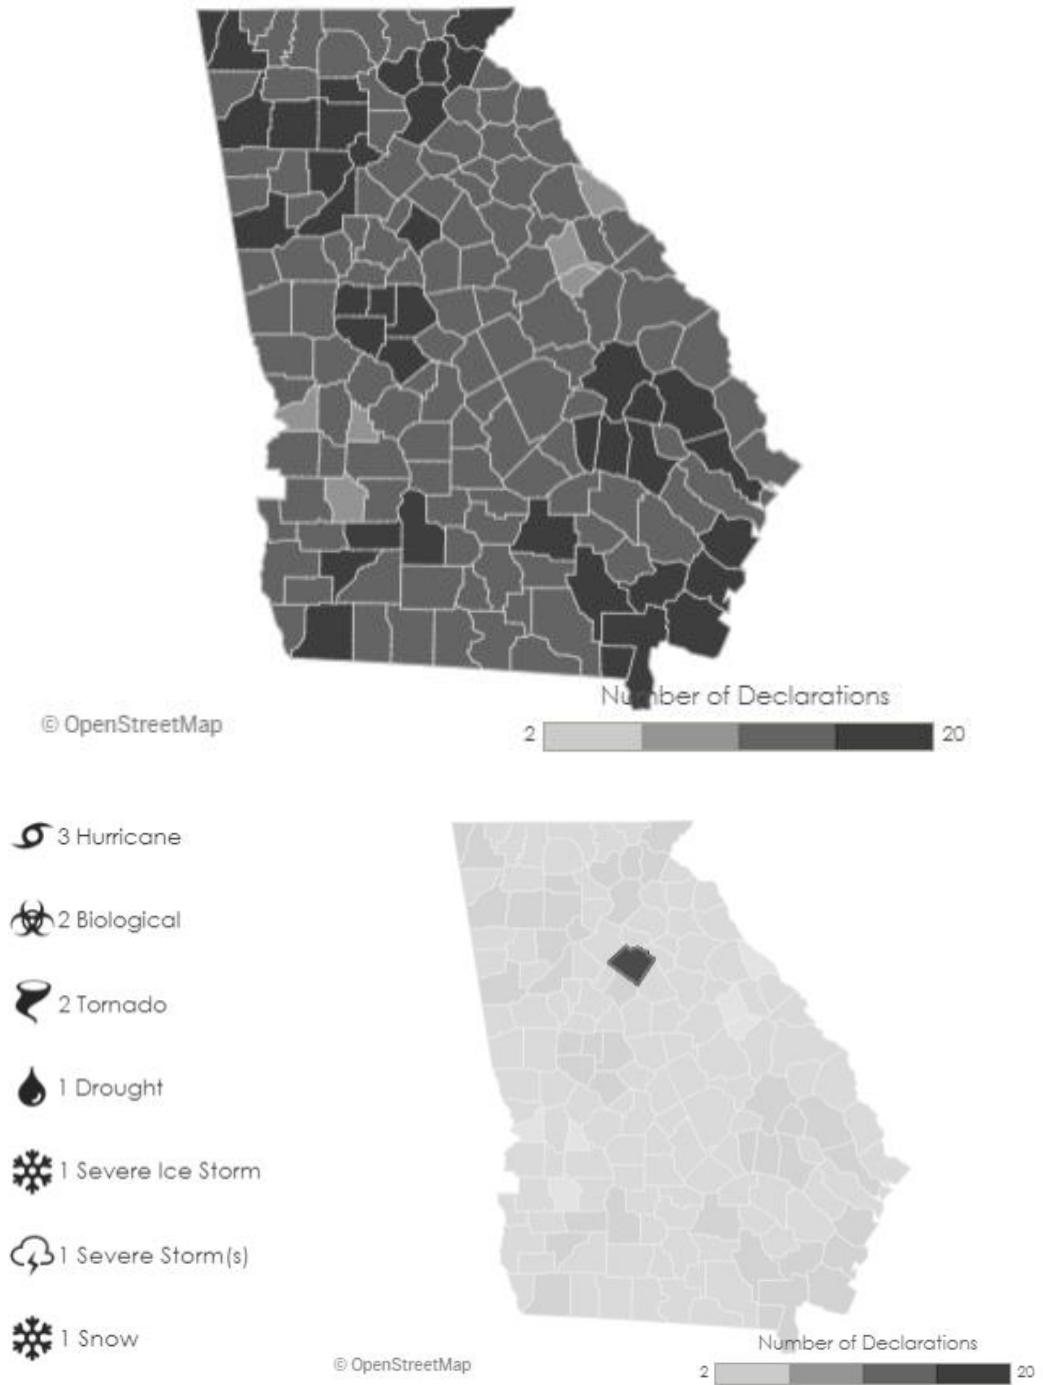 Number of Declarations
© OpenStreetMap
2 20
3 Hurricane
2 Biological
2 Tornado
1 Drought
1 Severe Ice Storm
1 Severe Storm(s)
1 Snow
Number of Declarations
© OpenStreetMap
2 20